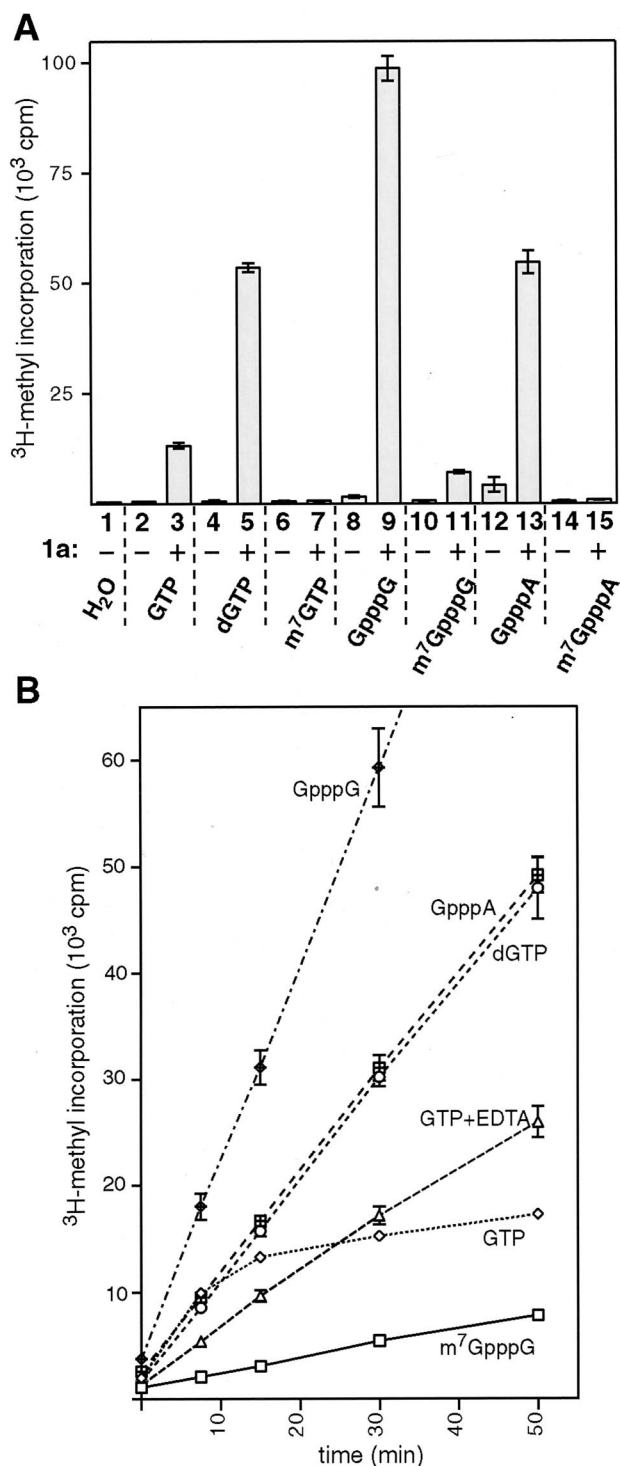 A
³H-methyl incorporation (10³ cpm)
100
75
50
25
1 2 3 4 5 6 7 8 9 10 11 12 13 14 15
1a: – – + – + – + – + – + – + – +
H₂O GTP dGTP m⁷GTP GpppG m⁷GpppG GpppA m⁷GpppA
B
³H-methyl incorporation (10³ cpm)
60
50
40
30
20
10
GpppG
GpppA
dGTP
GTP+EDTA
GTP
m⁷GpppG
10 20 30 40 50
time (min)